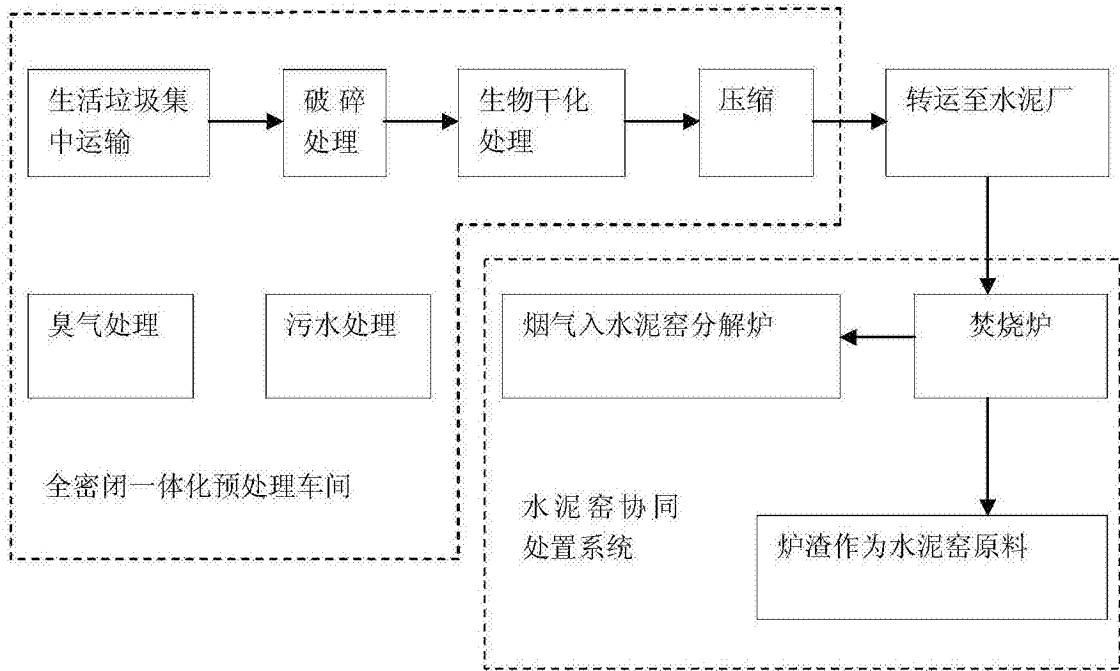 生活垃圾集
中运输
破碎
处理
生物干化
处理
压缩
转运至水泥厂
臭气处理
污水处理
烟气入水泥窑分解炉
焚烧炉
全密闭一体化预处理车间
水泥窑协同
处置系统
炉渣作为水泥窑原料